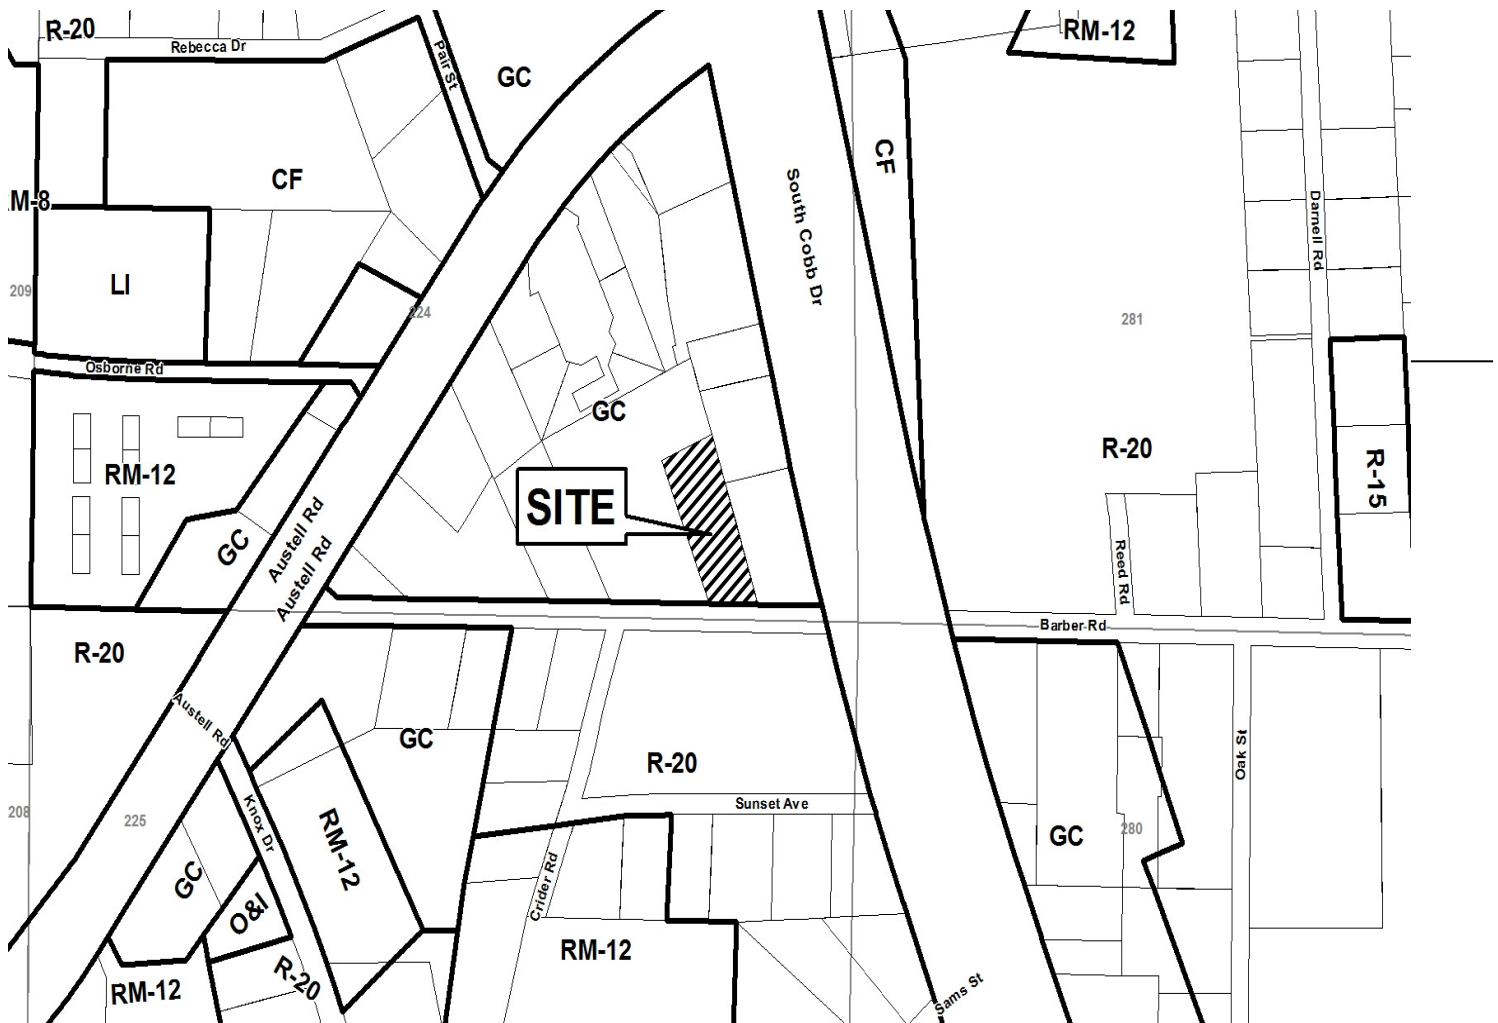 R-20
Rebecca Dr
Pair St
GC
RM-12
CF
CF
South Cobb Dr
Darnell Rd
M-8
LI
209
224
281
Osborne Rd
GC
RM-12
R-20
R-15
SITE
GC
Austell Rd
Austell Rd
Reed Rd
Barber Rd
R-20
Austell Rd
GC
R-20
Oak St
Sunset Ave
208
225
Knox Dr
RM-12
GC
280
GC
O&I
Crider Rd
RM-12
R-20
RM-12
Sams St